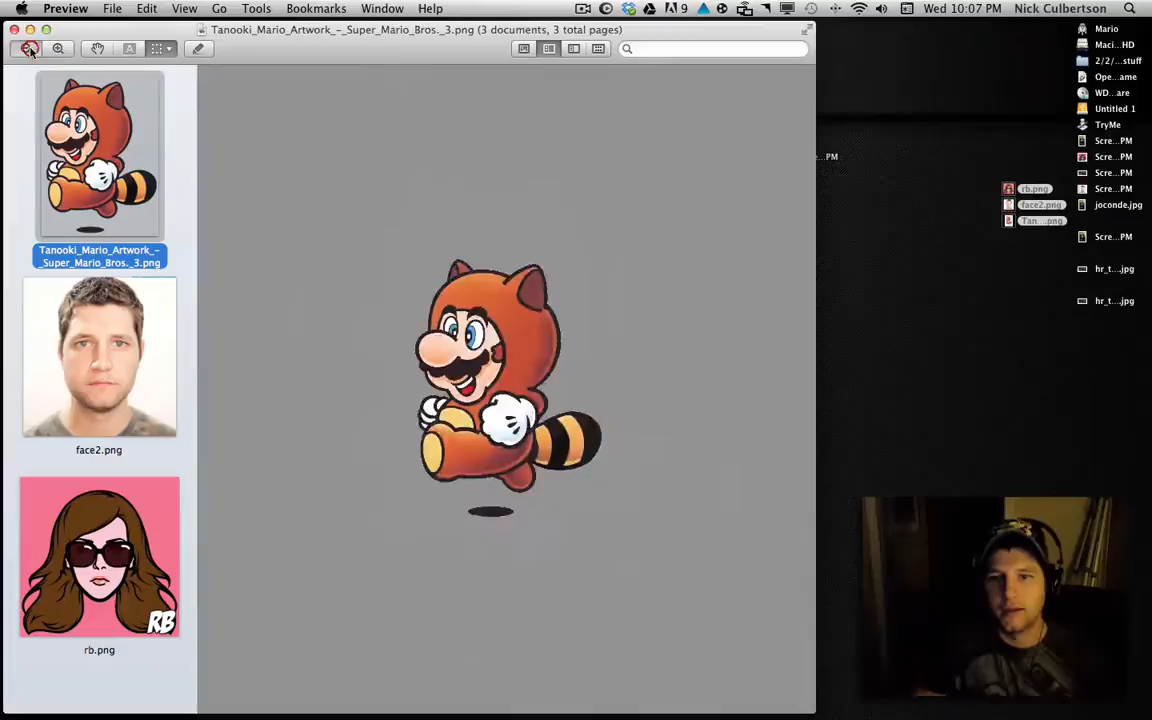 Preview File Edit View Go Tools Bookmarks Window Help 9 Wed 10:07 PM Nick Culbertson
Tanooki_Mario_Artwork_-_Super_Mario_Bros._3.png (3 documents, 3 total pages)
A
Tanooki_Mario_Artwork_-
_Super_Mario_Bros._3.png
face2.png
RB
rb.png
...PM
rb.png
face2.png
Tan....png
Mario
Maci...HD
2/2/...stuff
Ope...ame
WD...are
Untitled 1
TryMe
Scre...PM
Scre...PM
Scre...PM
Scre...PM
joconde.jpg
Scre...PM
hr_t....jpg
hr_t....jpg